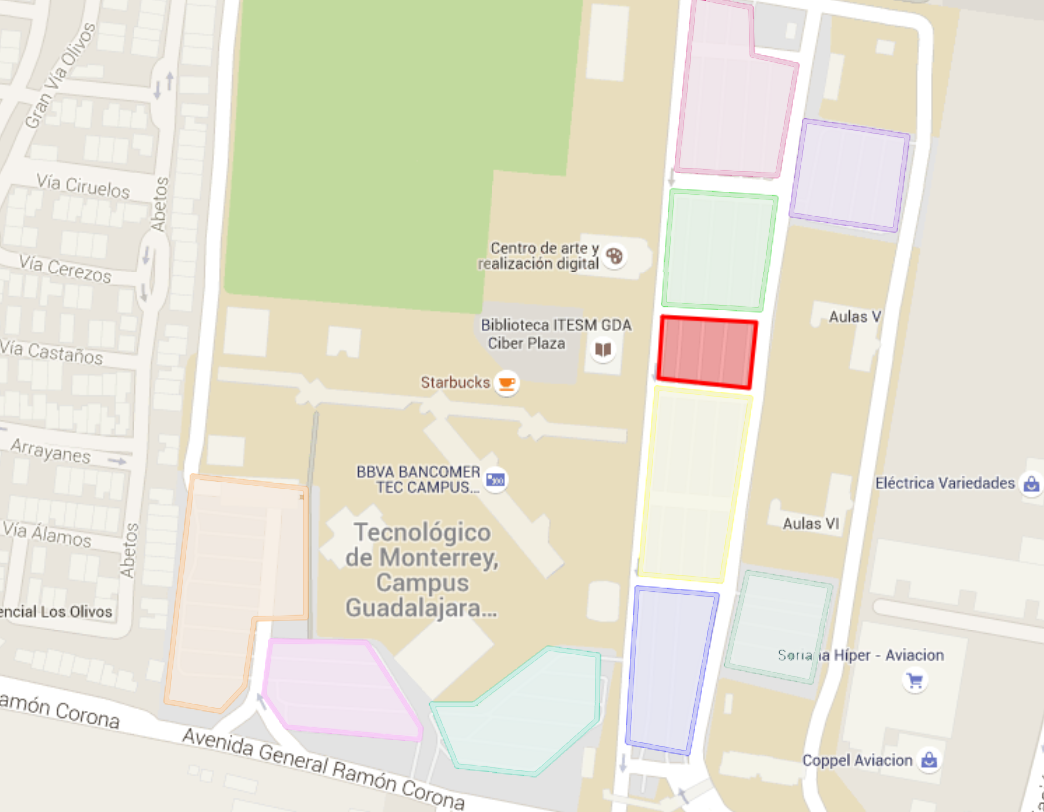 Gran Vía Olivos
Vía Ciruelos
Abetos
Vía Cerezos
Centro de arte y
realización digital
Biblioteca ITESM GDA
Ciber Plaza
Aulas V
Vía Castaños
Starbucks
Arrayanes
BBVA BANCOMER
TEC CAMPUS...
Eléctrica Variedades
Vía Álamos
Abetos
Tecnológico
de Monterrey,
Campus
Guadalajara...
Aulas VI
encial Los Olivos
Híper - Aviacion
amón Corona
Avenida General Ramón Corona
Coppel Aviacion